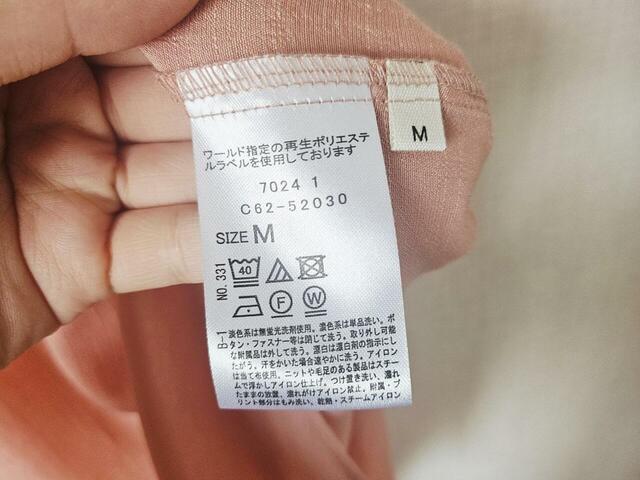 ワールド指定の再生ポリエステ
ルラベルを使用しております
7024 1
C62-52030
SIZE M
M
NO.331
40
F
W
B-1
淡色系は無蛍光洗剤使用。濃色系は単品洗い。ボ
タン・ファスナー等は閉じて洗う。取り外し可能
な附属品は外して洗う。漂白は漂白剤の指示にし
たがう。汗をかいた場合速やかに洗う。アイロン
は当て布使用。ニットや毛足のある製品はスチー
ムで浮かしアイロン仕上げ。つけ置き洗い、濡れ
たままの放置、濡れがけアイロン禁止。附属・プ
リント部分はもみ洗い、乾熱・スチームアイロン